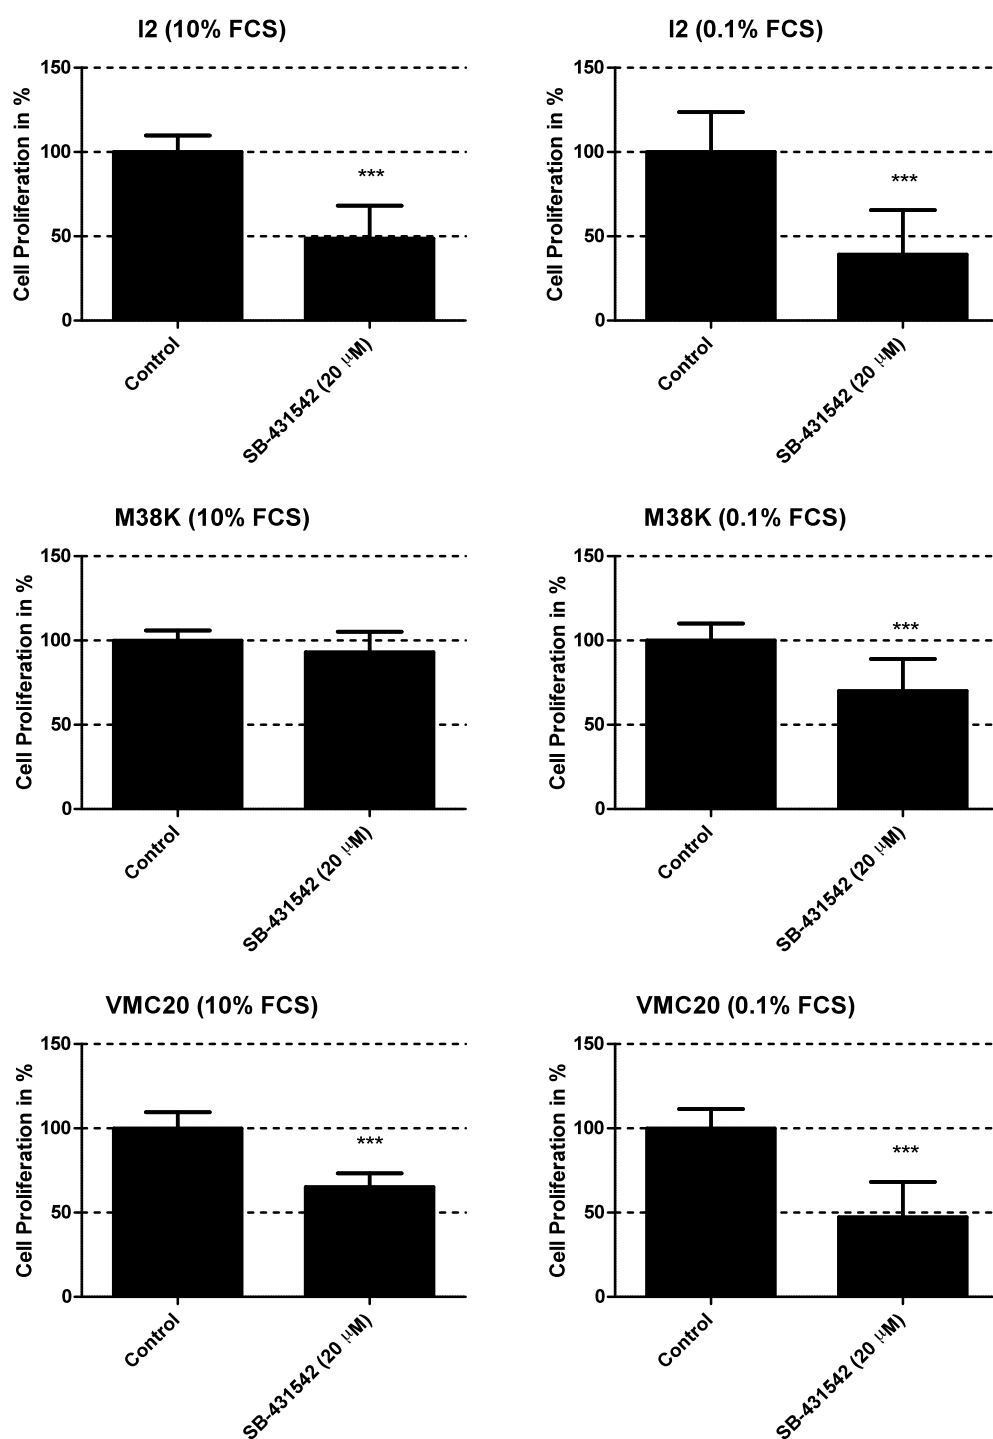 I2 (10% FCS)
Cell Proliferation in %
150
100
50
0
***
Control
SB-431542 (20 μM)
I2 (0.1% FCS)
Cell Proliferation in %
150
100
50
0
***
Control
SB-431542 (20 μM)
M38K (10% FCS)
Cell Proliferation in %
150
100
50
0
Control
SB-431542 (20 μM)
M38K (0.1% FCS)
Cell Proliferation in %
150
100
50
0
***
Control
SB-431542 (20 μM)
VMC20 (10% FCS)
Cell Proliferation in %
150
100
50
0
***
Control
SB-431542 (20 μM)
VMC20 (0.1% FCS)
Cell Proliferation in %
150
100
50
0
***
Control
SB-431542 (20 μM)